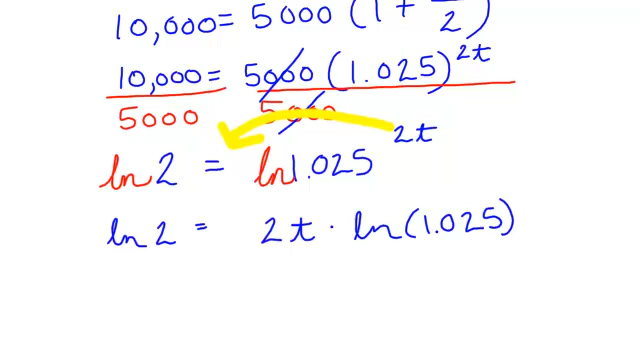 10,000 = 5000 (1 + /2
10,000 = 5000 (1.025)^2t
5000 5000
ln 2 = ln 1.025^2t
ln 2 = 2t · ln(1.025)